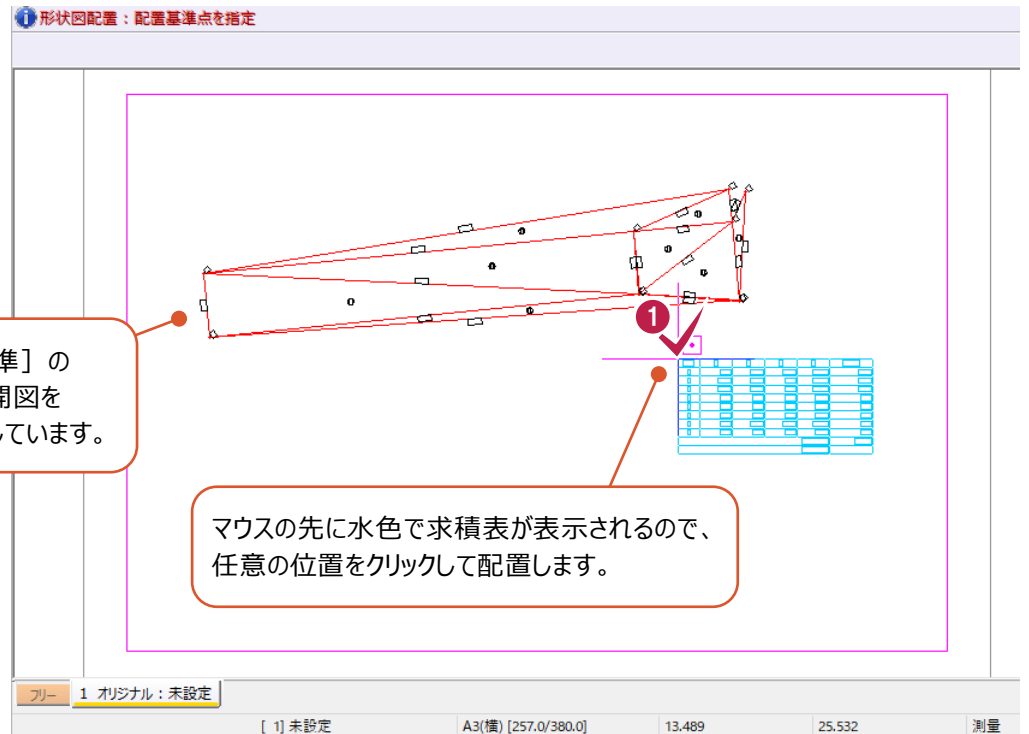 形状図配置：配置基準点を指定
準］の
開図を
しています。
1
マウスの先に水色で求積表が表示されるので、
任意の位置をクリックして配置します。
フリー
1 オリジナル：未設定
[ 1] 未設定
A3(横) [257.0/380.0]
13.489
25.532
測量